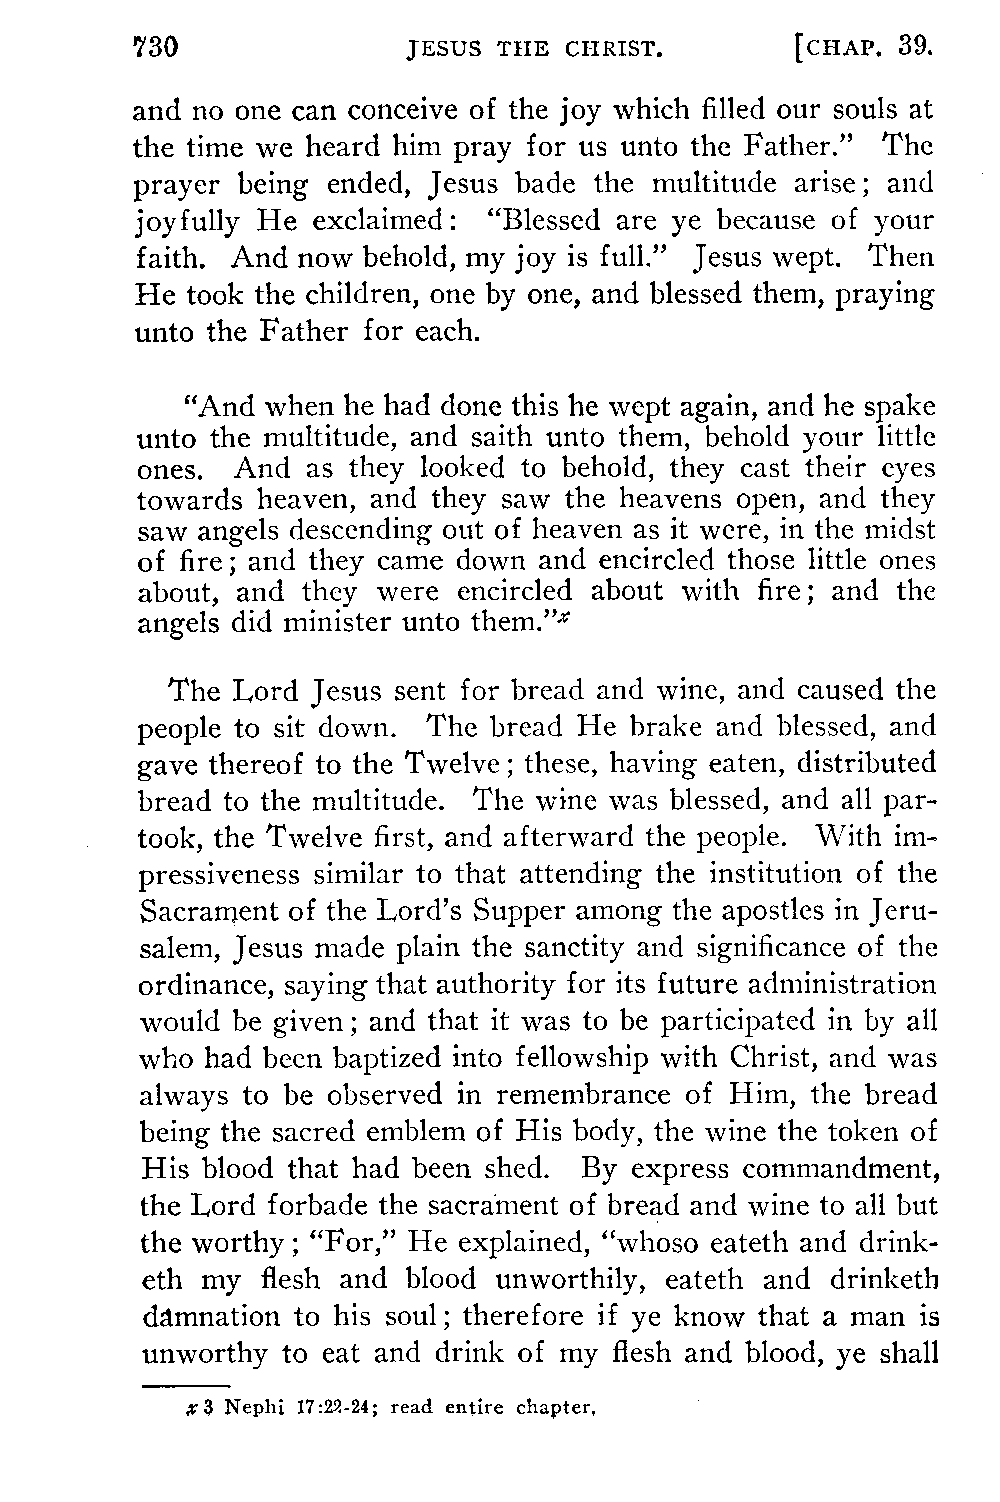 730 JESUS THE CHRIST. [CHAP. 39.
and no one can conceive of the joy which filled our souls at
the time we heard him pray for us unto the Father.” The
prayer being ended, Jesus bade the multitude arise; and
joyfully He exclaimed: “Blessed are ye because of your
faith. And now behold, my joy is full.” Jesus wept. Then
He took the children, one by one, and blessed them, praying
unto the Father for each.
“And when he had done this he wept again, and he spake
unto the multitude, and saith unto them, behold your little
ones. And as they looked to behold, they cast their eyes
towards heaven, and they saw the heavens open, and they
saw angels descending out of heaven as it were, in the midst
of fire; and they came down and encircled those little ones
about, and they were encircled about with fire; and the
angels did minister unto them.”x
The Lord Jesus sent for bread and wine, and caused the
people to sit down. The bread He brake and blessed, and
gave thereof to the Twelve; these, having eaten, distributed
bread to the multitude. The wine was blessed, and all par-
took, the Twelve first, and afterward the people. With im-
pressiveness similar to that attending the institution of the
Sacrament of the Lord's Supper among the apostles in Jeru-
salem, Jesus made plain the sanctity and significance of the
ordinance, saying that authority for its future administration
would be given; and that it was to be participated in by all
who had been baptized into fellowship with Christ, and was
always to be observed in remembrance of Him, the bread
being the sacred emblem of His body, the wine the token of
His blood that had been shed. By express commandment,
the Lord forbade the sacrament of bread and wine to all but
the worthy; “For,” He explained, “whoso eateth and drink-
eth my flesh and blood unworthily, eateth and drinketh
damnation to his soul; therefore if ye know that a man is
unworthy to eat and drink of my flesh and blood, ye shall
x 3 Nephi 17:22-24; read entire chapter.